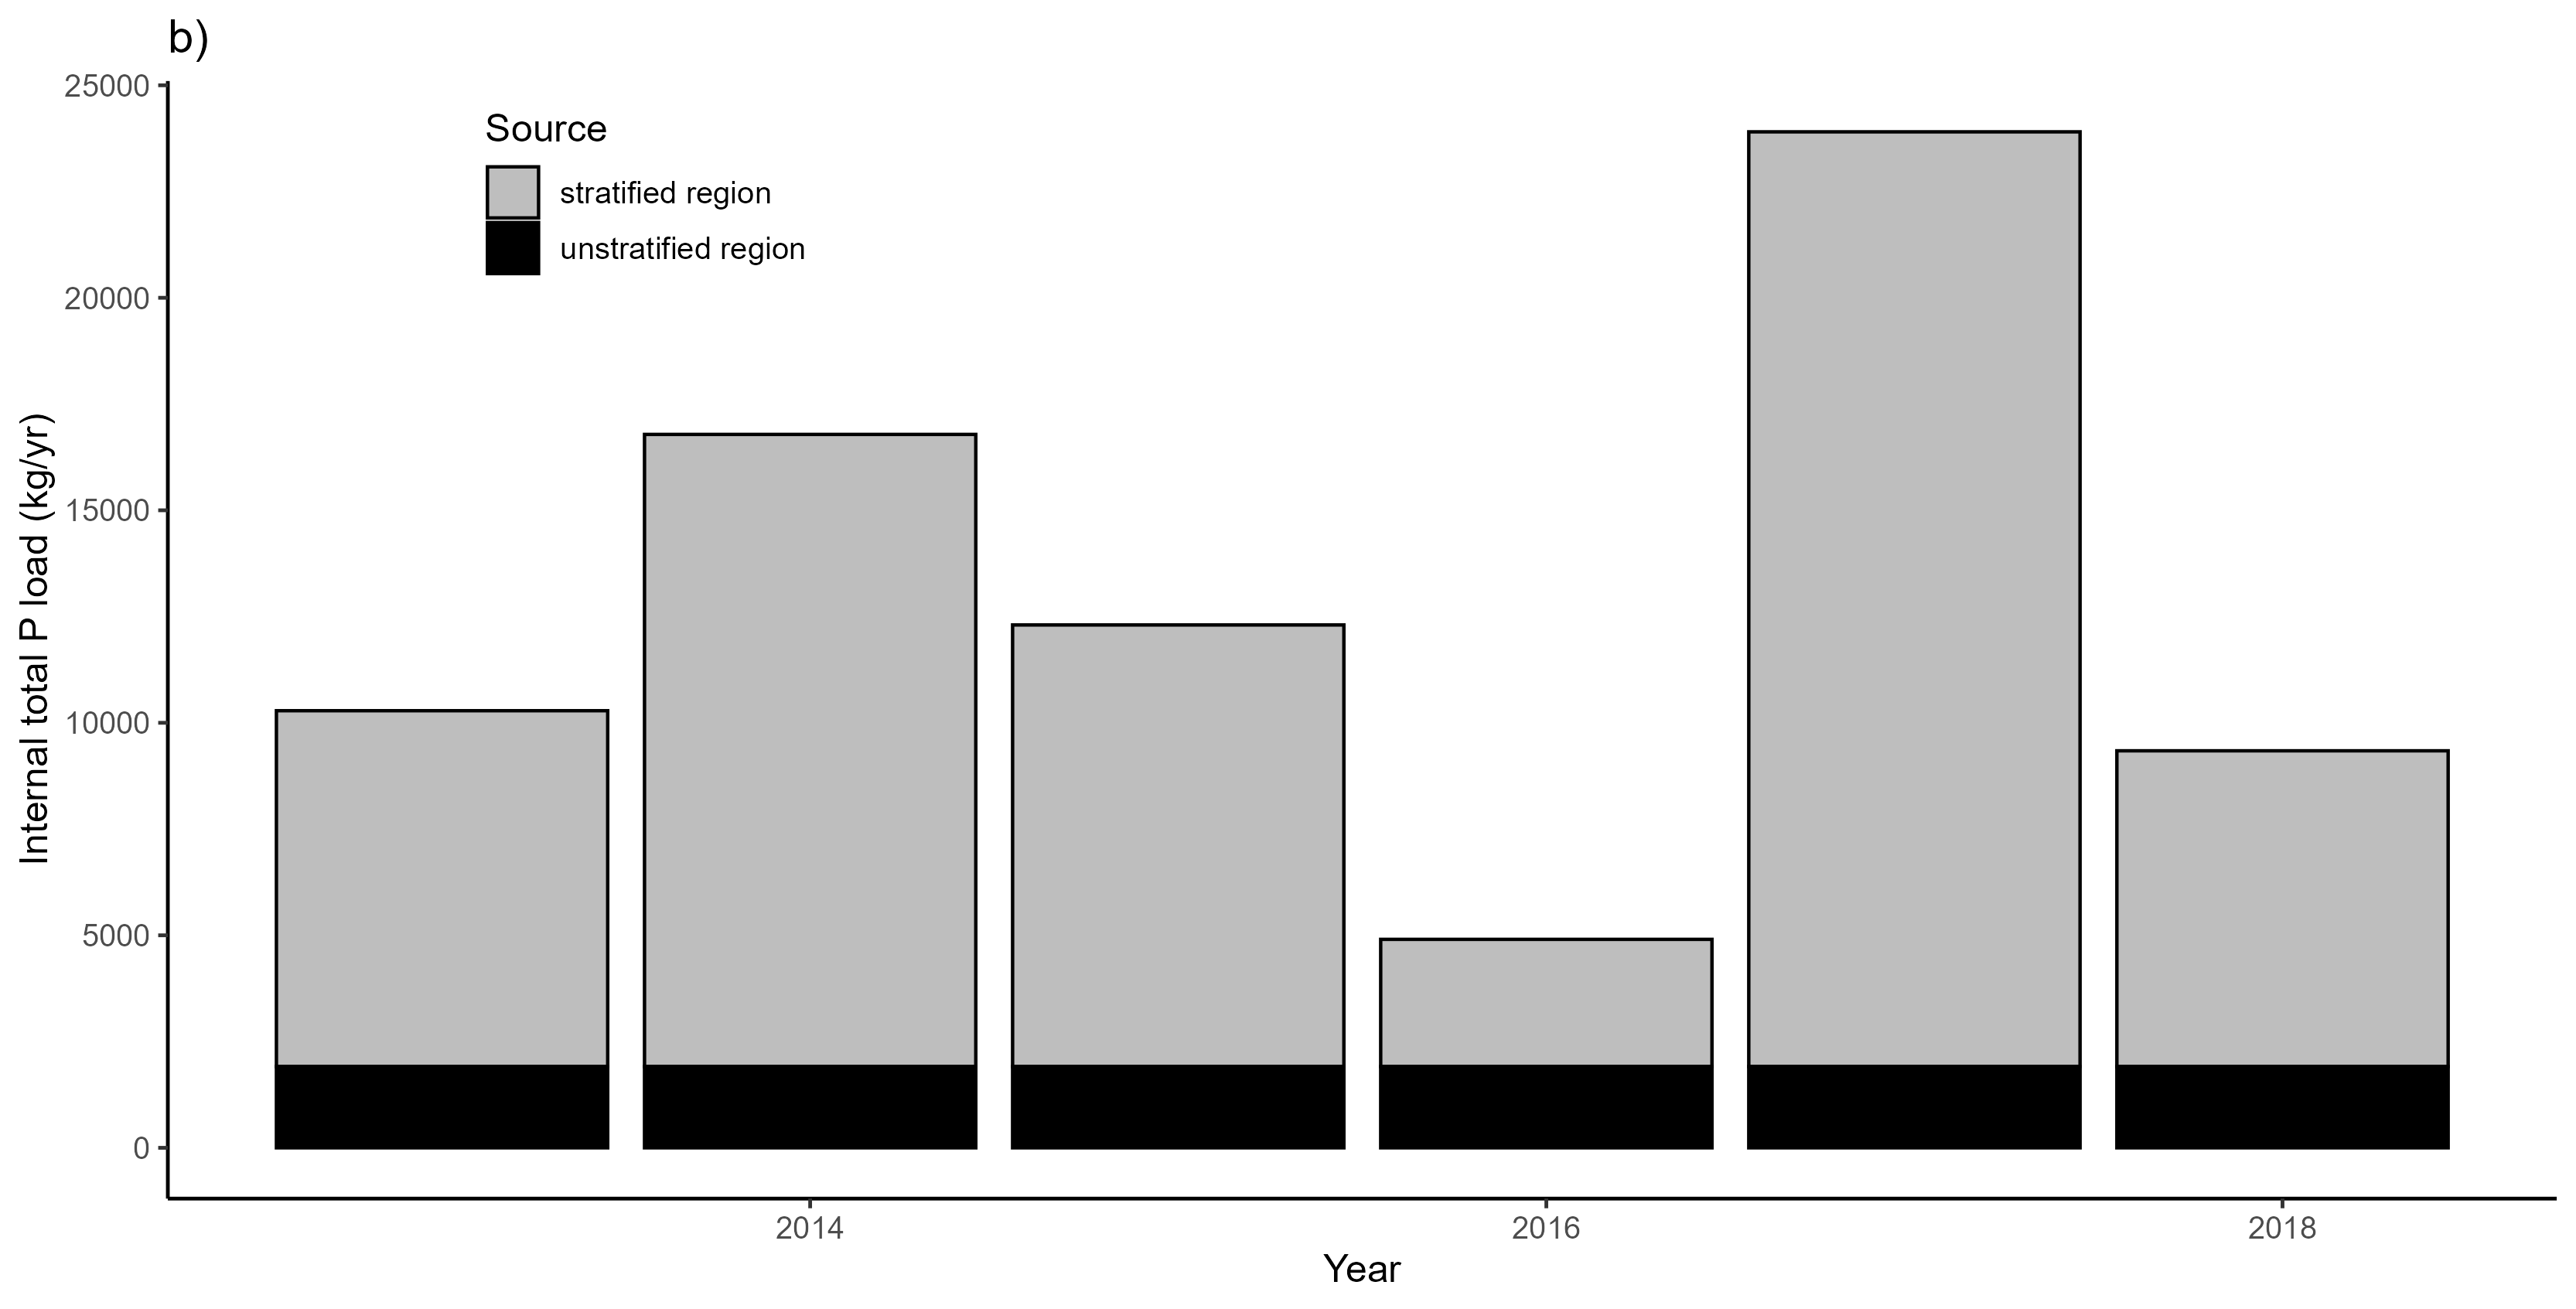 b)
Internal total P load (kg/yr)
25000
20000
15000
10000
5000
0
Source
stratified region
unstratified region
2014
2016
2018
Year